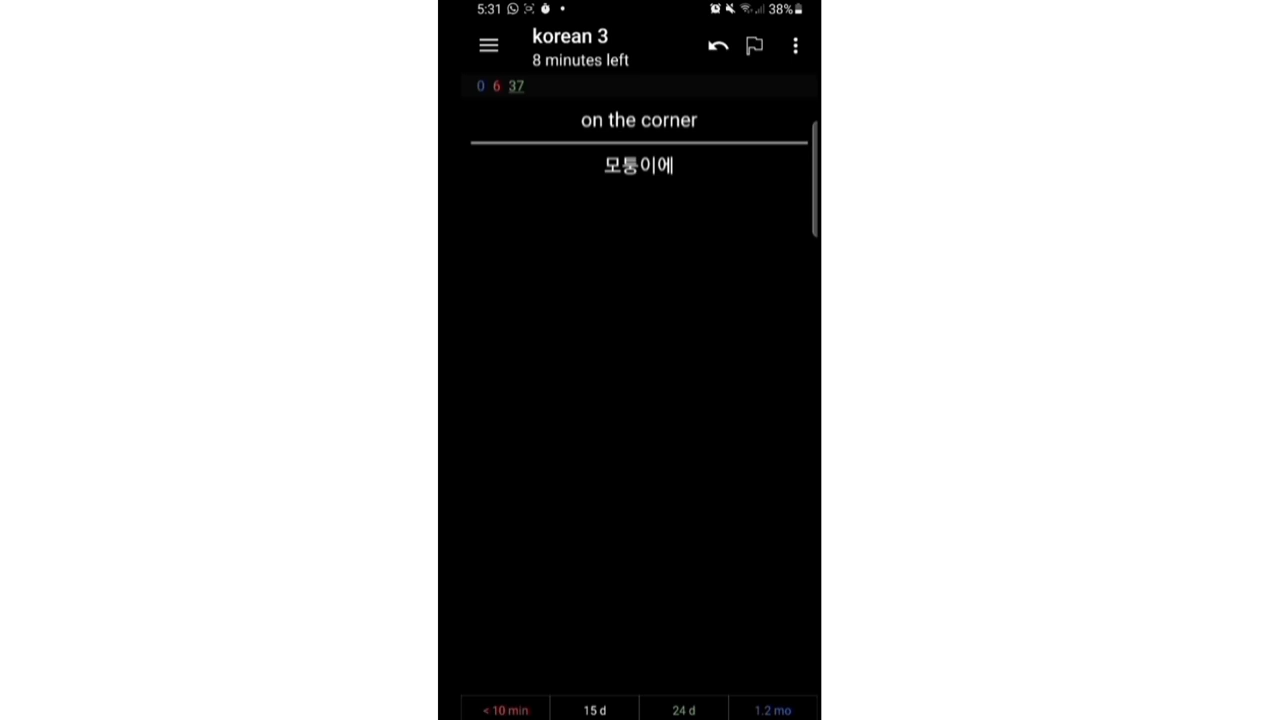 5:31 38%
korean 3
8 minutes left
0 6 37
on the corner
모퉁이에
< 10 min 15 d 24 d 1.2 mo